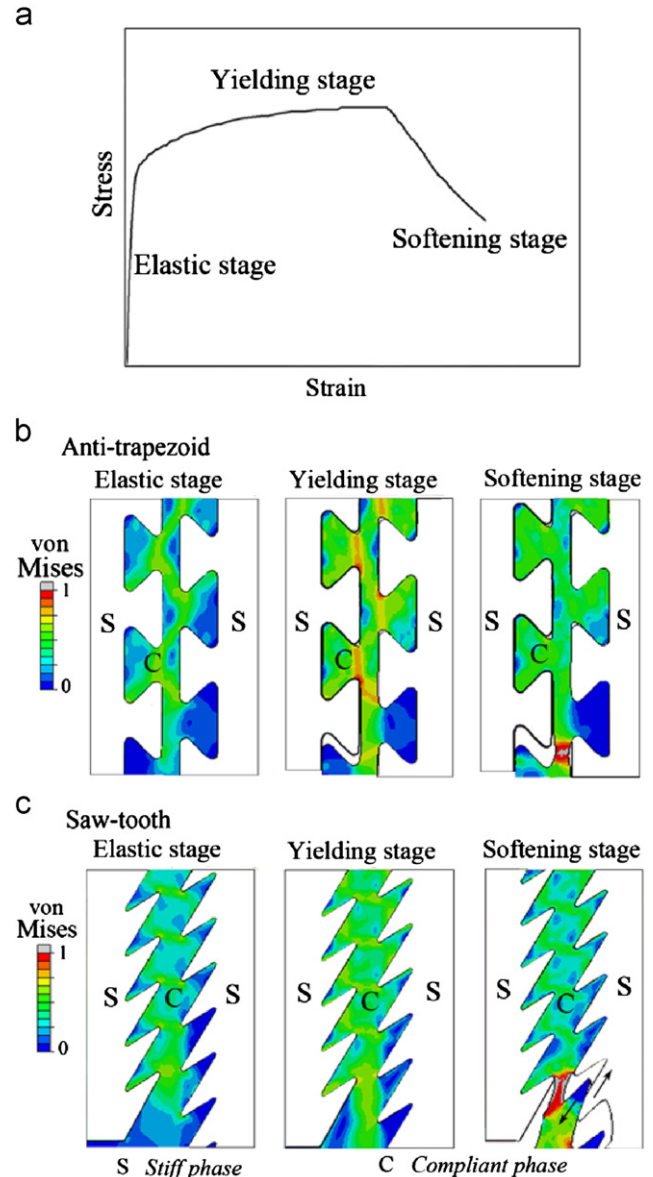 a
Yielding stage
Stress
Elastic stage
Softening stage
Strain
b
Anti-trapezoid
Elastic stage Yielding stage Softening stage
von
Mises
1
0
S C S
S C S
S C S
c
Saw-tooth
Elastic stage Yielding stage Softening stage
von
Mises
1
0
S C S
S C S
S C S
S Stiff phase C Compliant phase